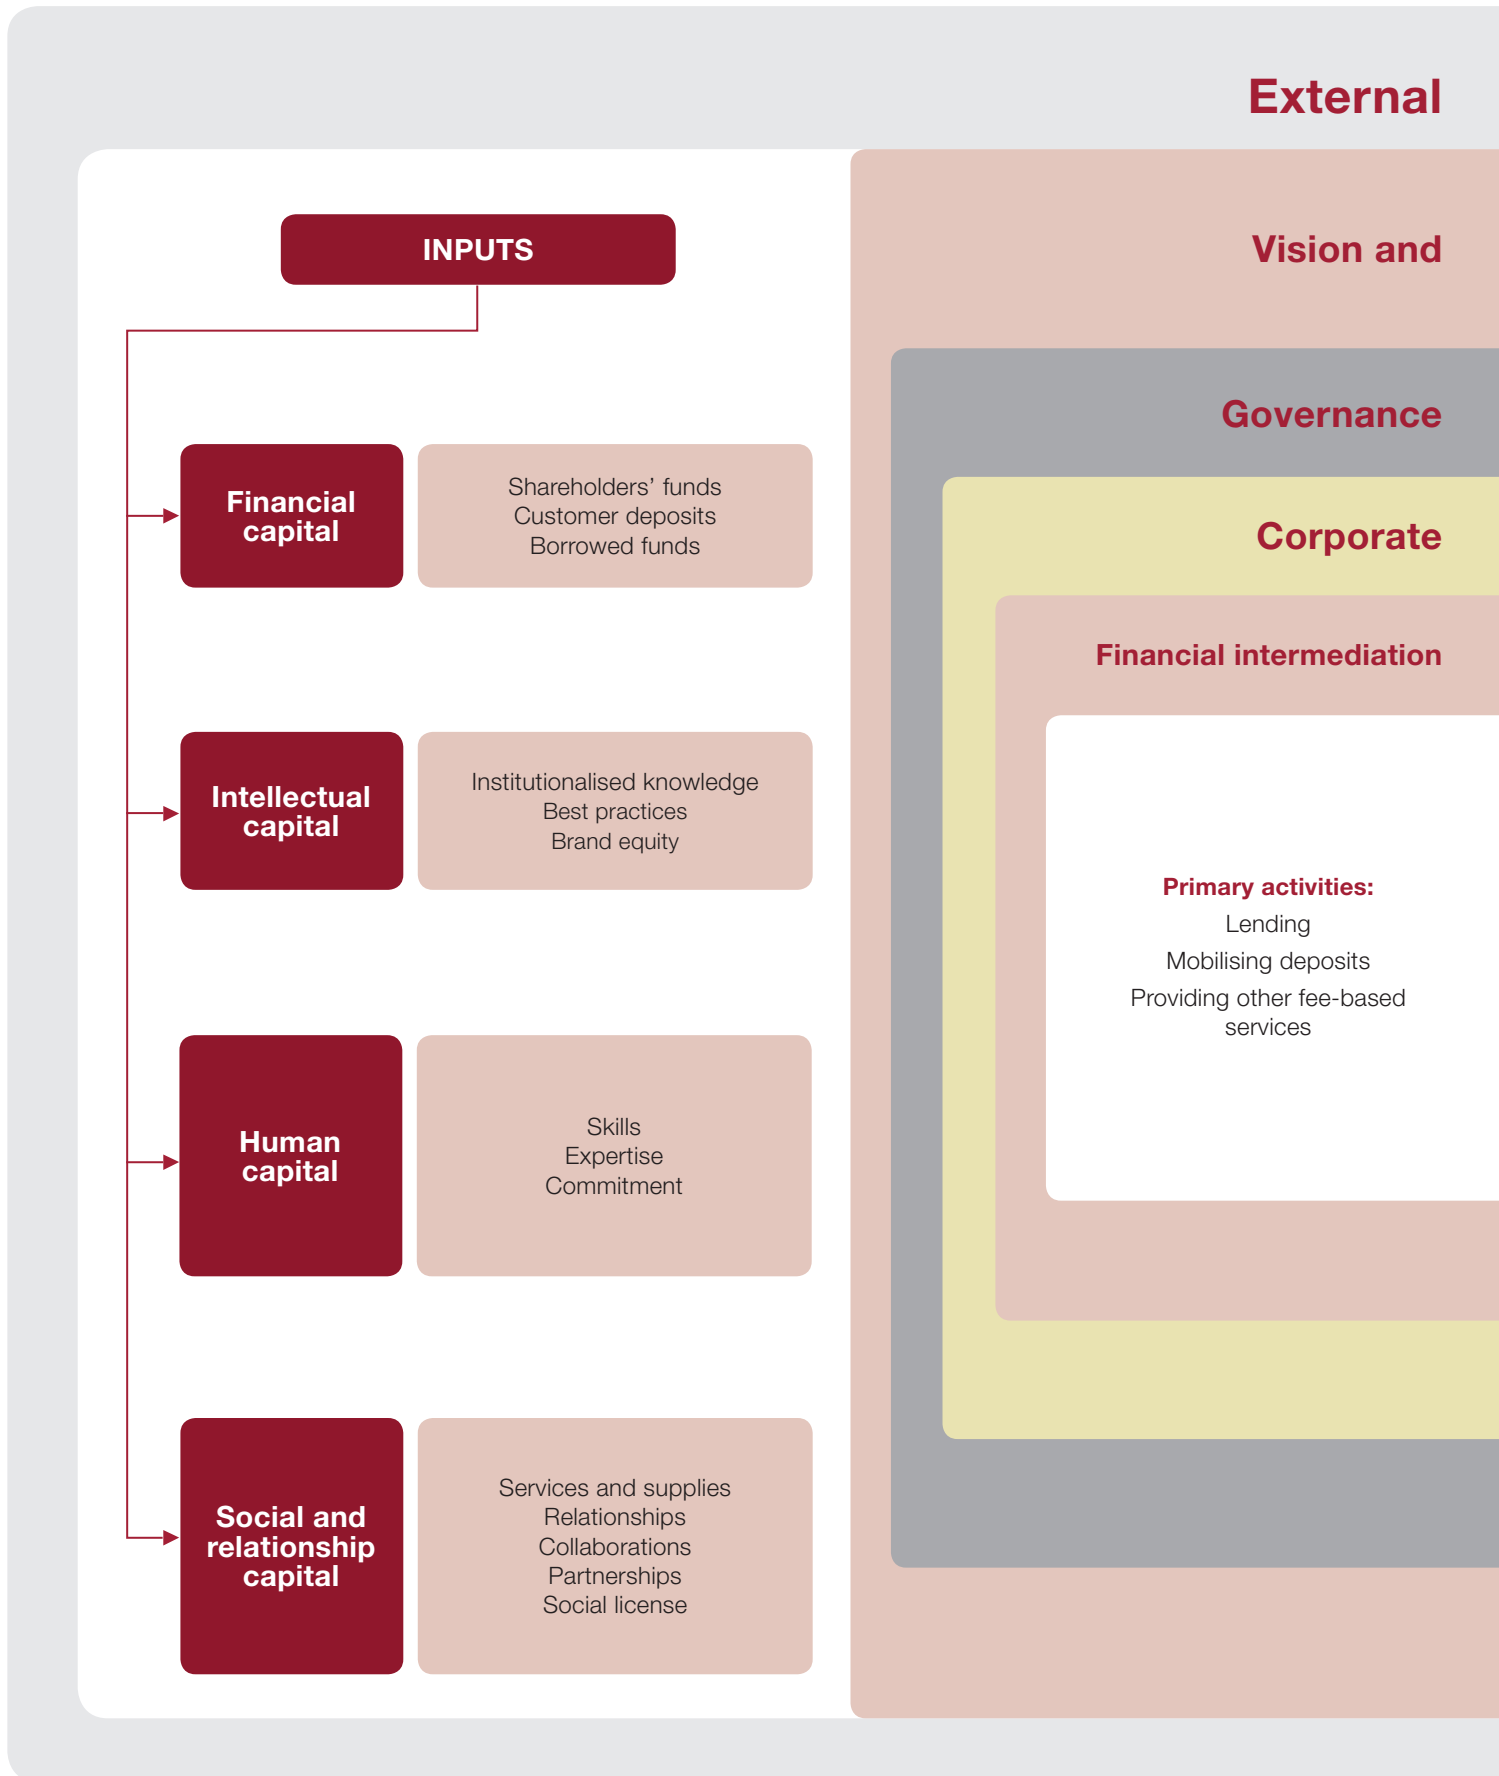 External
INPUTS
Vision and
Governance
Financial
capital
Shareholders’ funds
Customer deposits
Borrowed funds
Corporate
Financial intermediation
Intellectual
capital
Institutionalised knowledge
Best practices
Brand equity
Primary activities:
Lending
Mobilising deposits
Providing other fee-based
services
Human
capital
Skills
Expertise
Commitment
Social and
relationship
capital
Services and supplies
Relationships
Collaborations
Partnerships
Social license